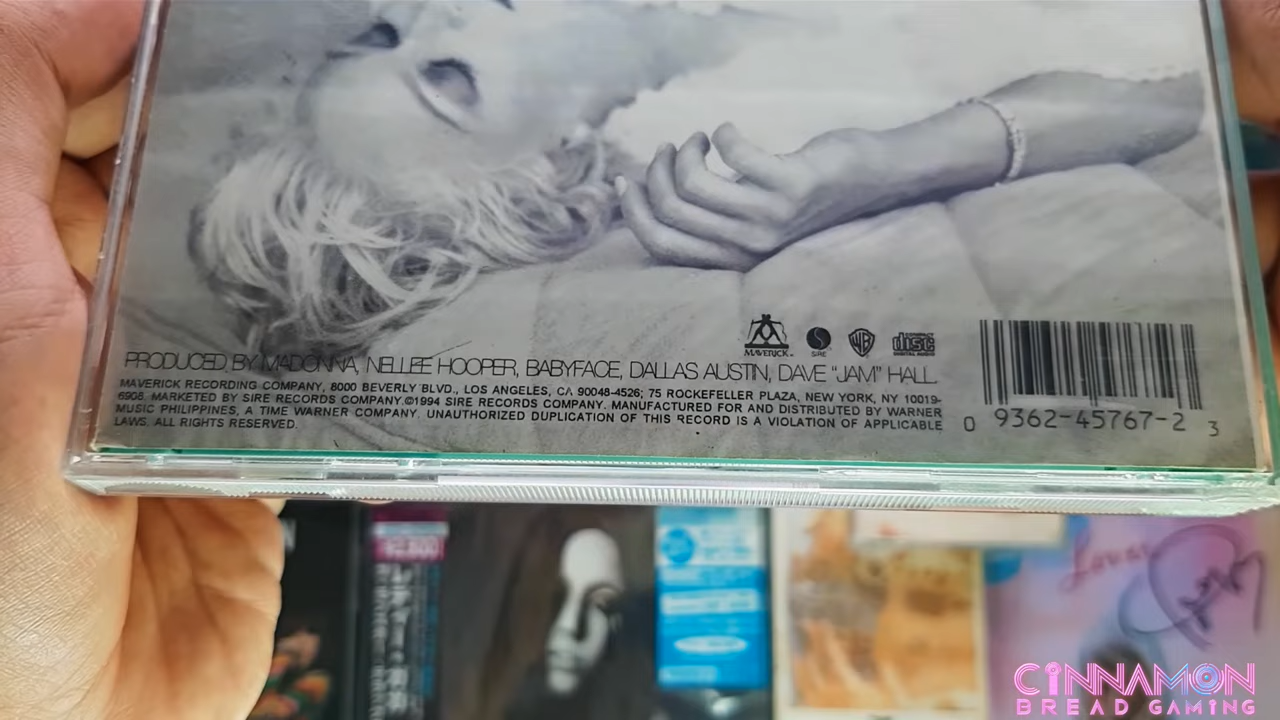 MAVERICK
SIRE
WB
COMPACT
disc
DIGITAL AUDIO
PRODUCED BY MADONNA, NELLEE HOOPER, BABYFACE, DALLAS AUSTIN, DAVE "JAM" HALL.
MAVERICK RECORDING COMPANY, 8000 BEVERLY BLVD., LOS ANGELES, CA 90048-4526; 75 ROCKEFELLER PLAZA, NEW YORK, NY 10019-
6908. MARKETED BY SIRE RECORDS COMPANY.©1994 SIRE RECORDS COMPANY. MANUFACTURED FOR AND DISTRIBUTED BY WARNER
MUSIC PHILIPPINES, A TIME WARNER COMPANY. UNAUTHORIZED DUPLICATION OF THIS RECORD IS A VIOLATION OF APPLICABLE
LAWS. ALL RIGHTS RESERVED.
0 9362-45767-2 3
Lover
CINNAMON
BREAD GAMING